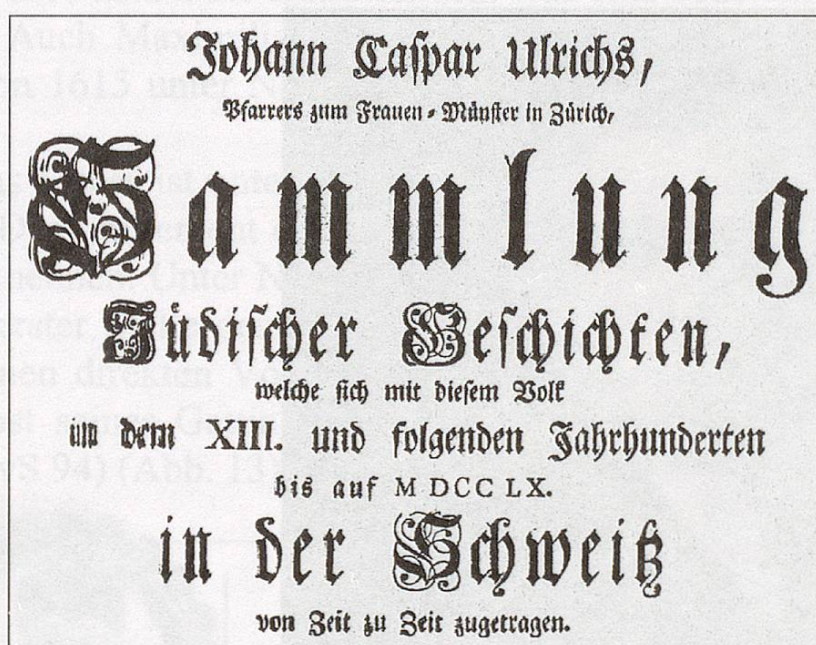 Johann Caspar Ulrichs,
Pfarrers zum Frauen-Münster in Zürich,
Sammlung
Jüdischer Geschichten,
welche sich mit diesem Volk
in dem XIII. und folgenden Jahrhunderten
bis auf MDCCLX.
in der Schweitz
von Zeit zu Zeit zugetragen.